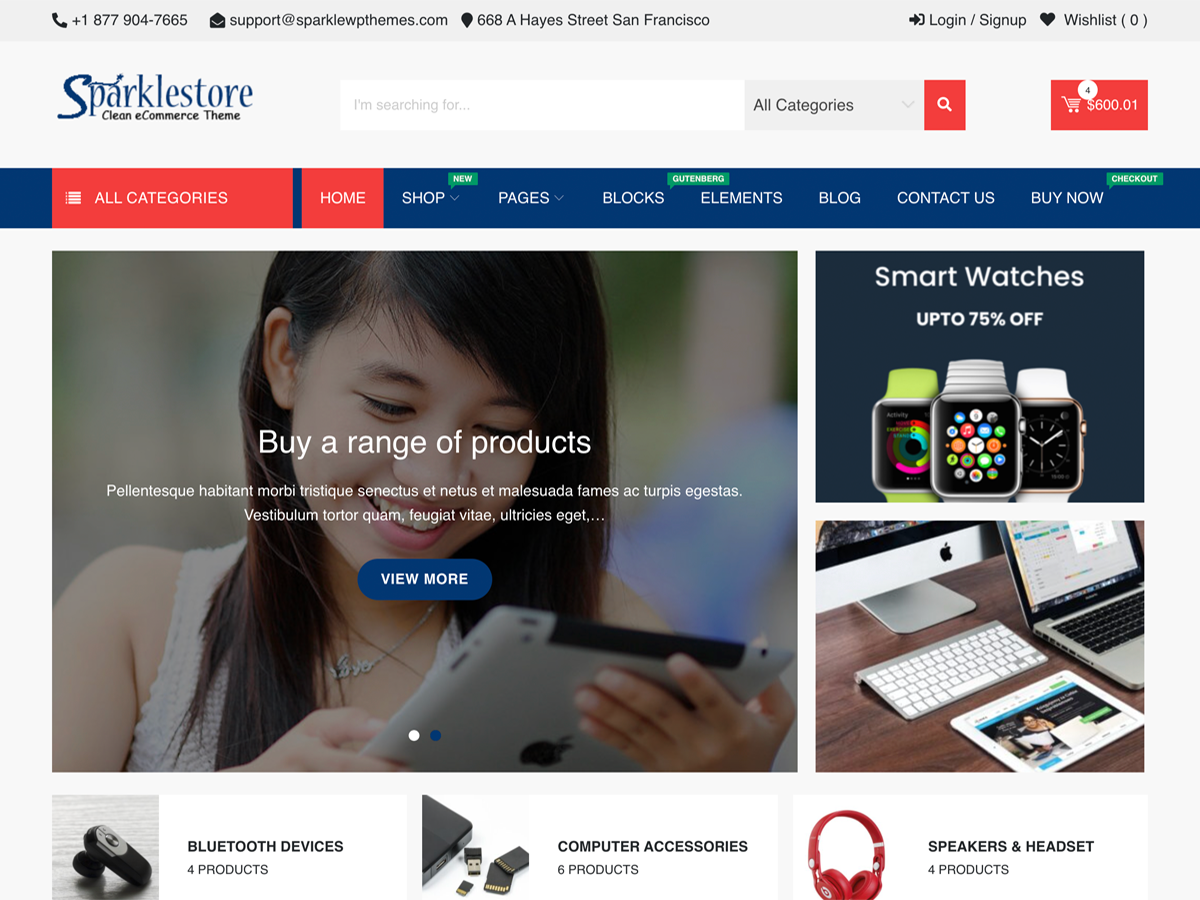 +1 877 904-7665 support@sparklewpthemes.com 668 A Hayes Street San Francisco Login / Signup Wishlist ( 0 )
Sparklestore
Clean eCommerce Theme
I'm searching for... All Categories
4
$600.01
NEW GUTENBERG CHECKOUT
ALL CATEGORIES HOME SHOP PAGES BLOCKS ELEMENTS BLOG CONTACT US BUY NOW
Buy a range of products
Pellentesque habitant morbi tristique senectus et netus et malesuada fames ac turpis egestas.
Vestibulum tortor quam, feugiat vitae, ultricies eget,…
VIEW MORE
Smart Watches
UPTO 75% OFF
Activity
BLUETOOTH DEVICES
4 PRODUCTS
COMPUTER ACCESSORIES
6 PRODUCTS
SPEAKERS & HEADSET
4 PRODUCTS